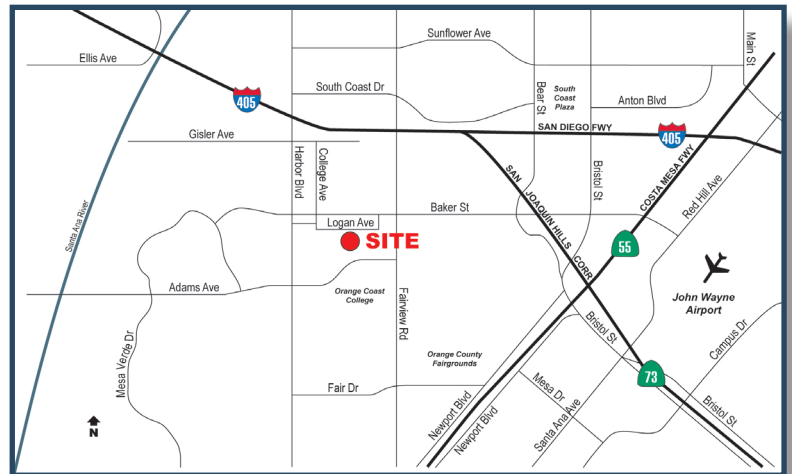 Sunflower Ave
Main St
Ellis Ave
South Coast Dr
Bear St
South
Coast
Plaza
Anton Blvd
405
SAN DIEGO FWY
405
Gisler Ave
Harbor Blvd
College Ave
SAN JOAQUIN HILLS CORR
Bristol St
COSTA MESA FWY
Red Hill Ave
Santa Ana River
Baker St
Logan Ave
SITE
55
Adams Ave
Orange Coast
College
Fairview Rd
John Wayne
Airport
Bristol St
Campus Dr
Mesa Verde Dr
Orange County
Fairgrounds
73
Fair Dr
Mesa Dr
Newport Blvd
Newport Blvd
Santa Ana Ave
Bristol St
N